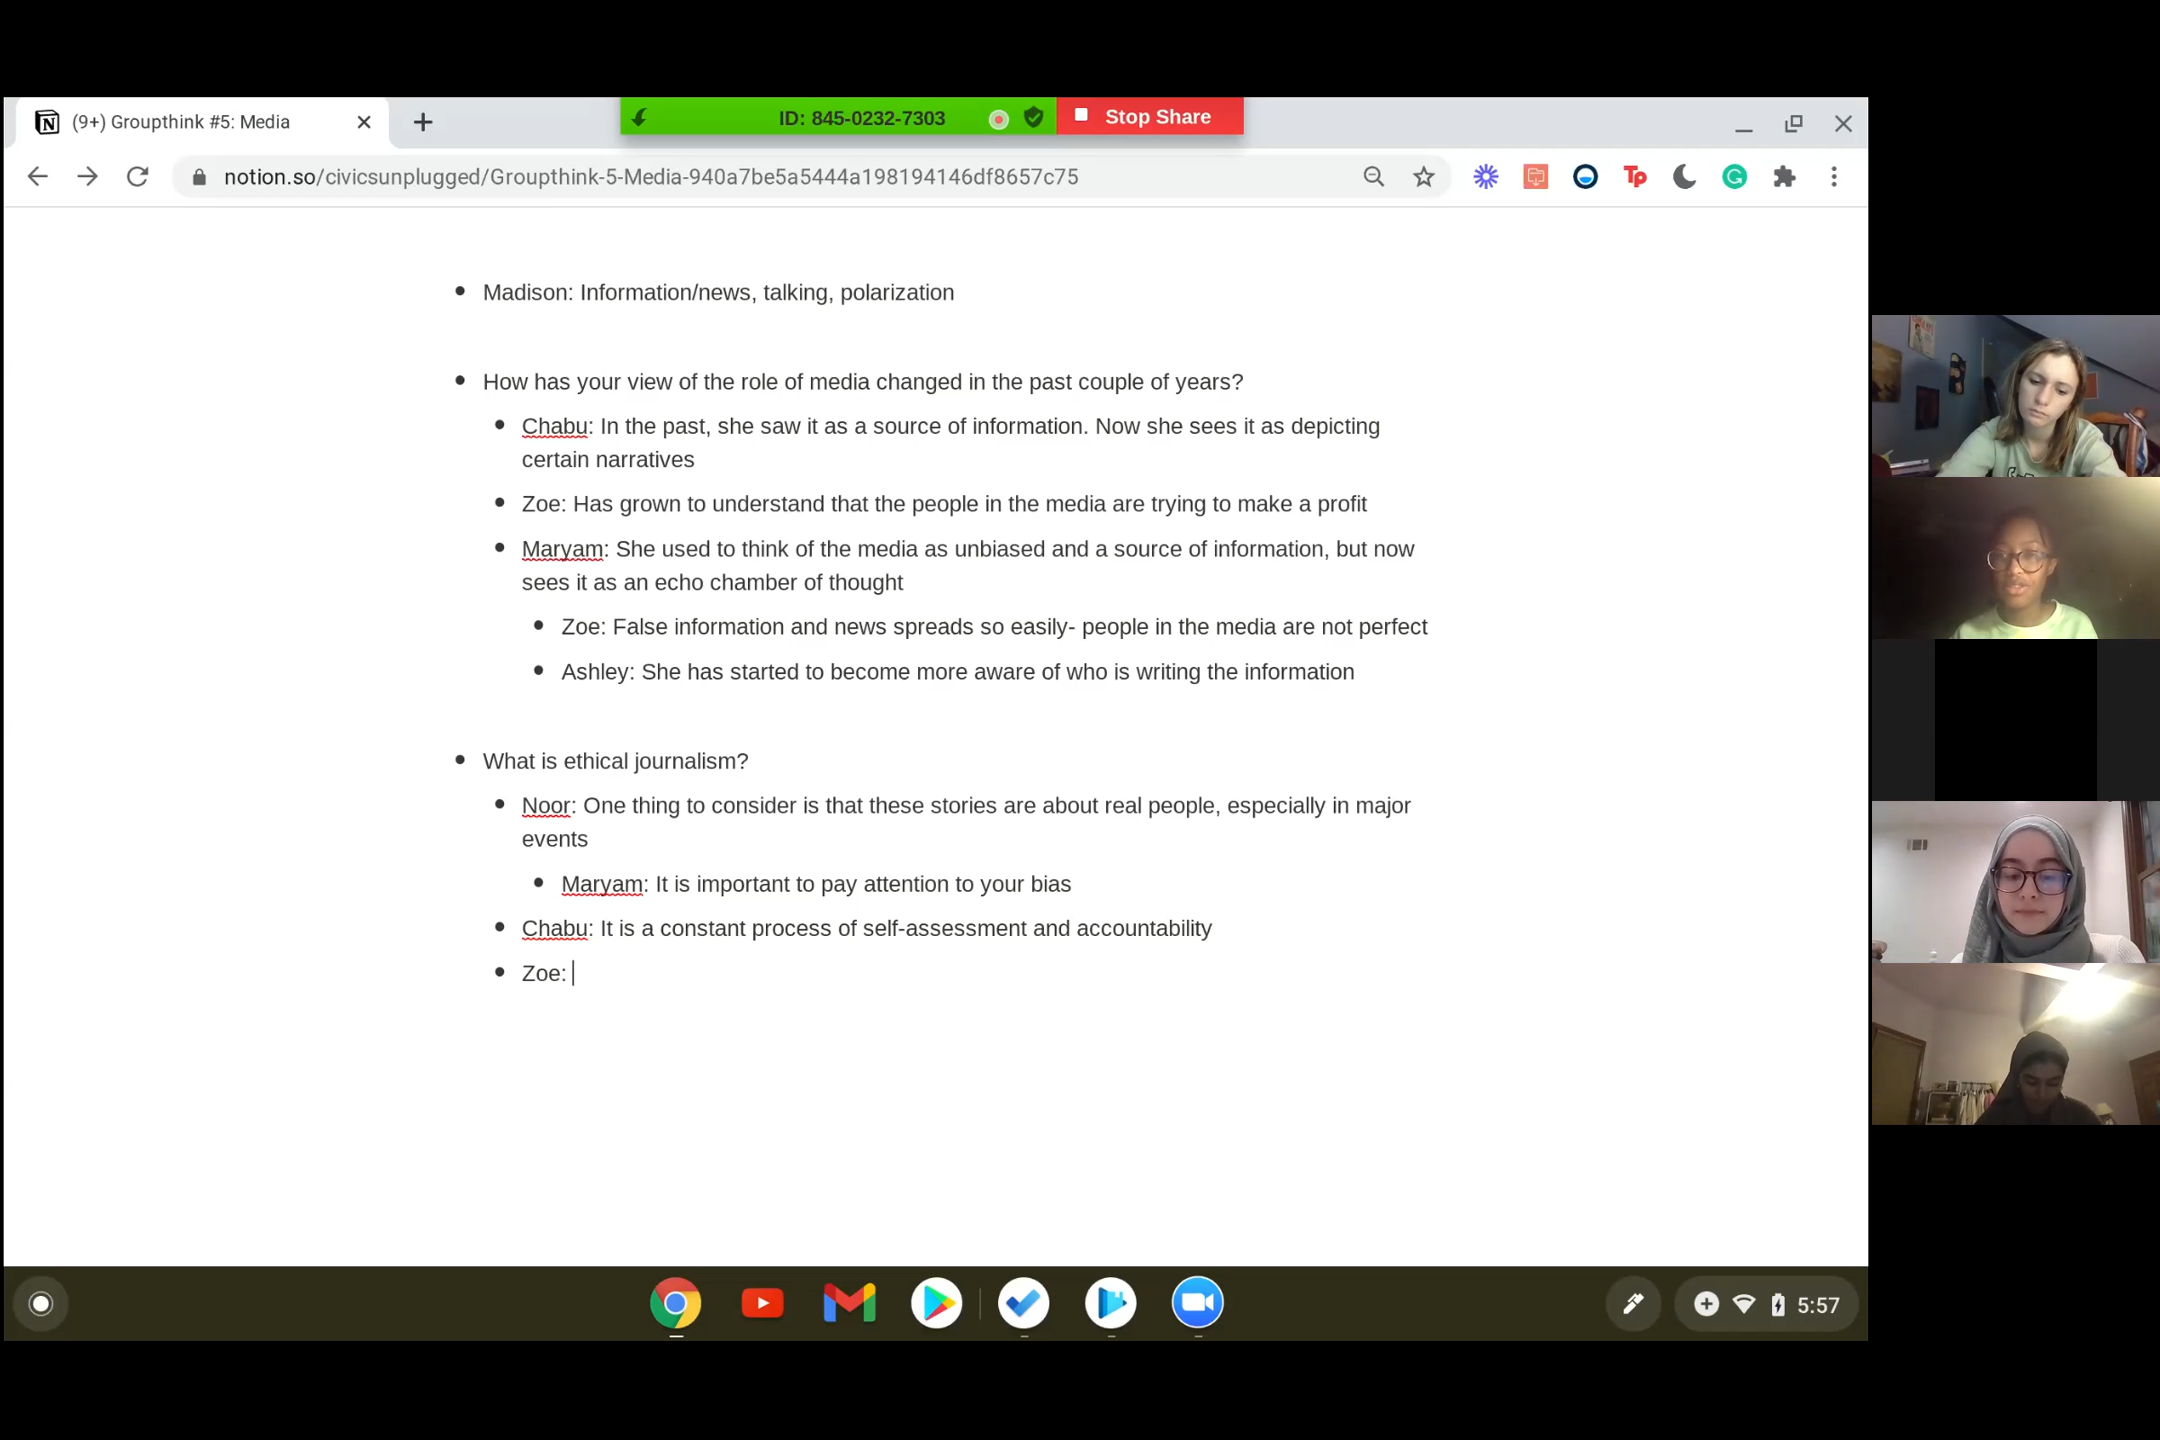 (9+) Groupthink #5: Media
ID: 845-0232-7303
Stop Share
notion.so/civicsunplugged/Groupthink-5-Media-940a7be5a5444a198194146df8657c75
Tp
Madison: Information/news, talking, polarization
How has your view of the role of media changed in the past couple of years?
Chabu: In the past, she saw it as a source of information. Now she sees it as depicting
certain narratives
Zoe: Has grown to understand that the people in the media are trying to make a profit
Maryam: She used to think of the media as unbiased and a source of information, but now
sees it as an echo chamber of thought
Zoe: False information and news spreads so easily- people in the media are not perfect
Ashley: She has started to become more aware of who is writing the information
What is ethical journalism?
Noor: One thing to consider is that these stories are about real people, especially in major
events
Maryam: It is important to pay attention to your bias
Chabu: It is a constant process of self-assessment and accountability
Zoe:
5:57